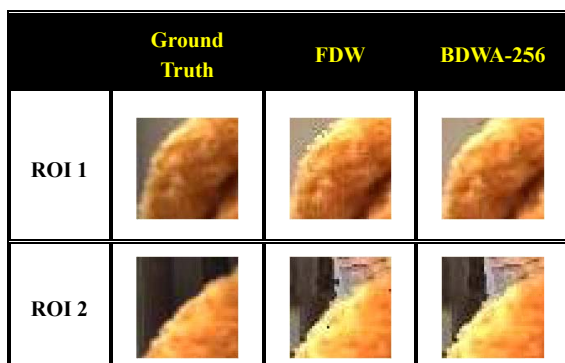 Ground
Truth
FDW
BDWA-256
ROI 1
ROI 2